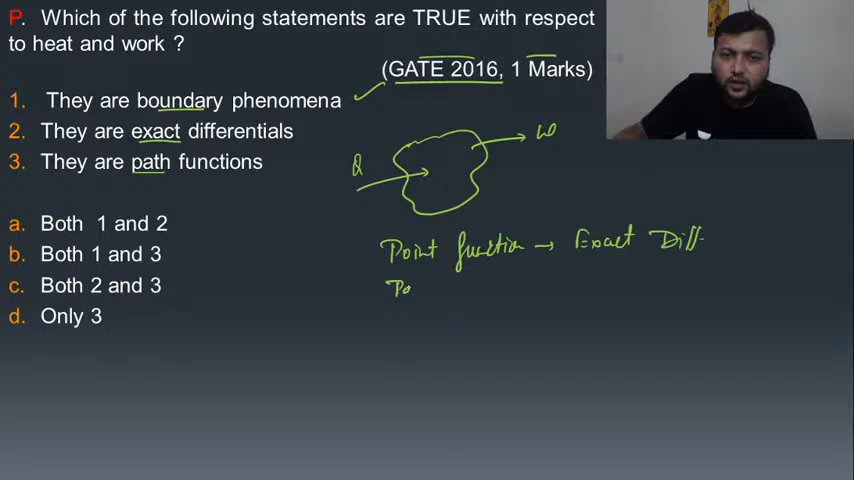 P. Which of the following statements are TRUE with respect
to heat and work ?
(GATE 2016, 1 Marks)
1. They are boundary phenomena
2. They are exact differentials
3. They are path functions
Q
W
a. Both 1 and 2
b. Both 1 and 3
c. Both 2 and 3
d. Only 3
Point function → Exact Diff.